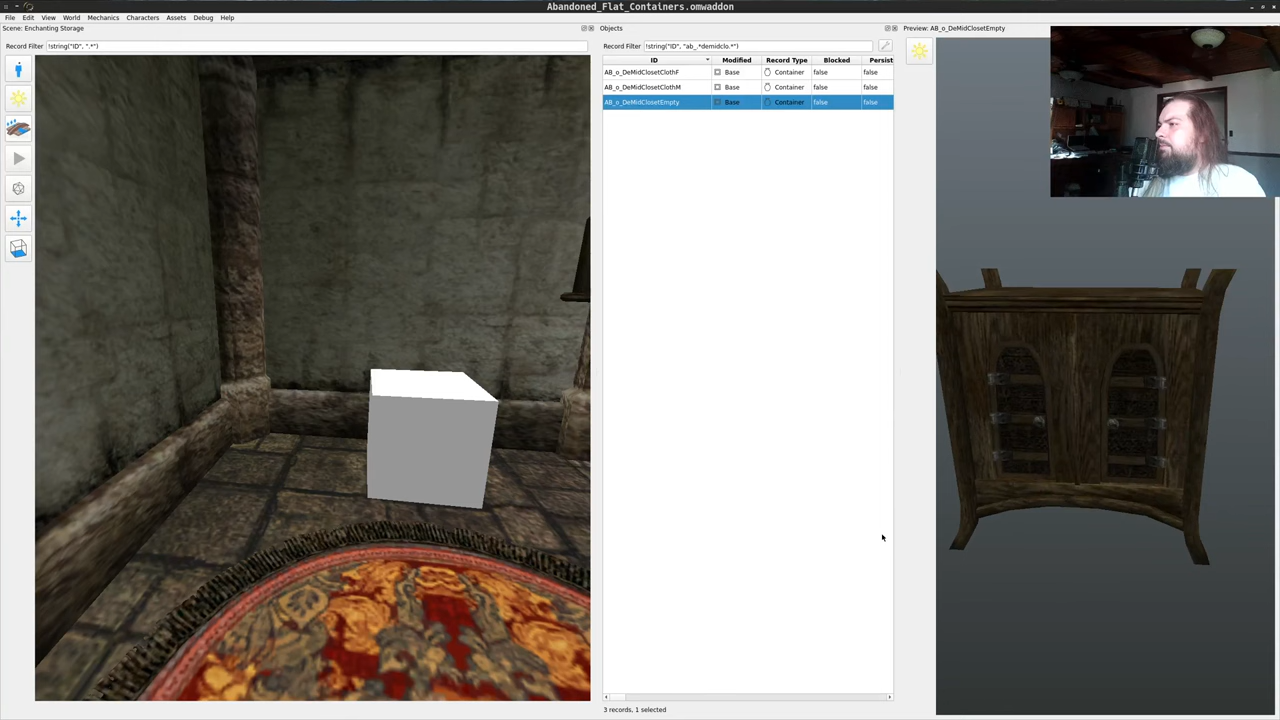 Abandoned_Flat_Containers.omwaddon
File Edit View World Mechanics Characters Assets Debug Help
Scene: Enchanting Storage
Record Filter !string("ID", ".*")
Objects
Record Filter !string("ID", "ab_.*demidclo.*")
ID Modified Record Type Blocked Persist
AB_o_DeMidClosetClothF Base Container false false
AB_o_DeMidClosetClothM Base Container false false
AB_o_DeMidClosetEmpty Base Container false false
3 records, 1 selected
Preview: AB_o_DeMidClosetEmpty